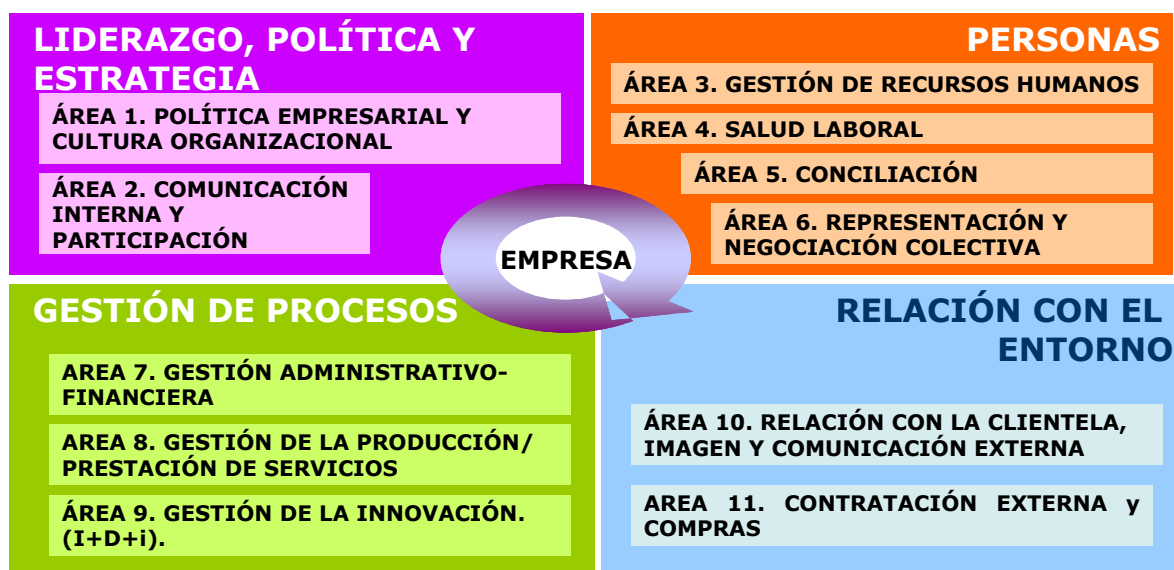 LIDERAZGO, POLÍTICA Y
ESTRATEGIA
ÁREA 1. POLÍTICA EMPRESARIAL Y
CULTURA ORGANIZACIONAL
ÁREA 2. COMUNICACIÓN
INTERNA Y
PARTICIPACIÓN
PERSONAS
ÁREA 3. GESTIÓN DE RECURSOS HUMANOS
ÁREA 4. SALUD LABORAL
ÁREA 5. CONCILIACIÓN
ÁREA 6. REPRESENTACIÓN Y
NEGOCIACIÓN COLECTIVA
EMPRESA
GESTIÓN DE PROCESOS
AREA 7. GESTIÓN ADMINISTRATIVO-
FINANCIERA
AREA 8. GESTIÓN DE LA PRODUCCIÓN/
PRESTACIÓN DE SERVICIOS
ÁREA 9. GESTIÓN DE LA INNOVACIÓN.
(I+D+i).
RELACIÓN CON EL
ENTORNO
ÁREA 10. RELACIÓN CON LA CLIENTELA,
IMAGEN Y COMUNICACIÓN EXTERNA
AREA 11. CONTRATACIÓN EXTERNA y
COMPRAS